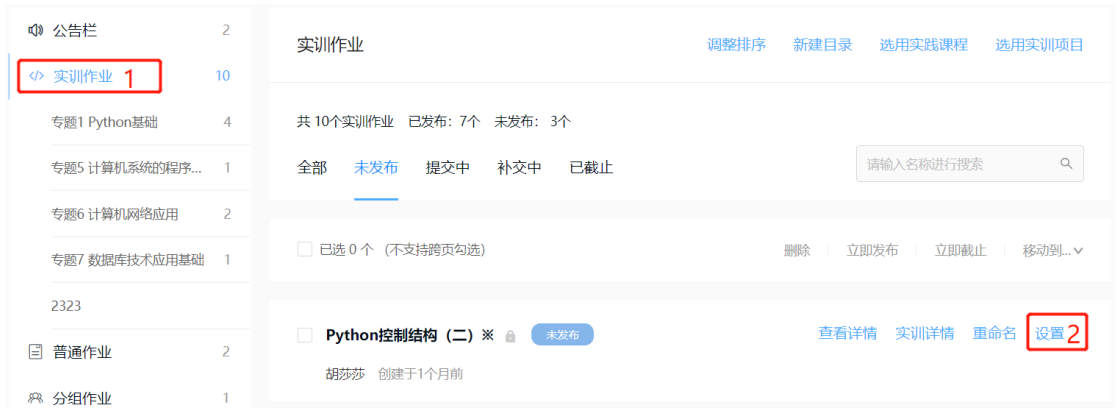 公告栏 2
实训作业 1 10
专题1 Python基础 4
专题5 计算机系统的程序... 1
专题6 计算机网络应用 2
专题7 数据库技术应用基础 1
2323
普通作业 2
分组作业 1
实训作业 调整排序 新建目录 选用实践课程 选用实训项目
共 10个实训作业 已发布：7个 未发布： 3个
全部 未发布 提交中 补交中 已截止 请输入名称进行搜索
已选 0 个 （不支持跨页勾选） 删除 立即发布 立即截止 移动到...
Python控制结构（二）※ 未发布 查看详情 实训详情 重命名 设置 2
胡莎莎 创建于1个月前